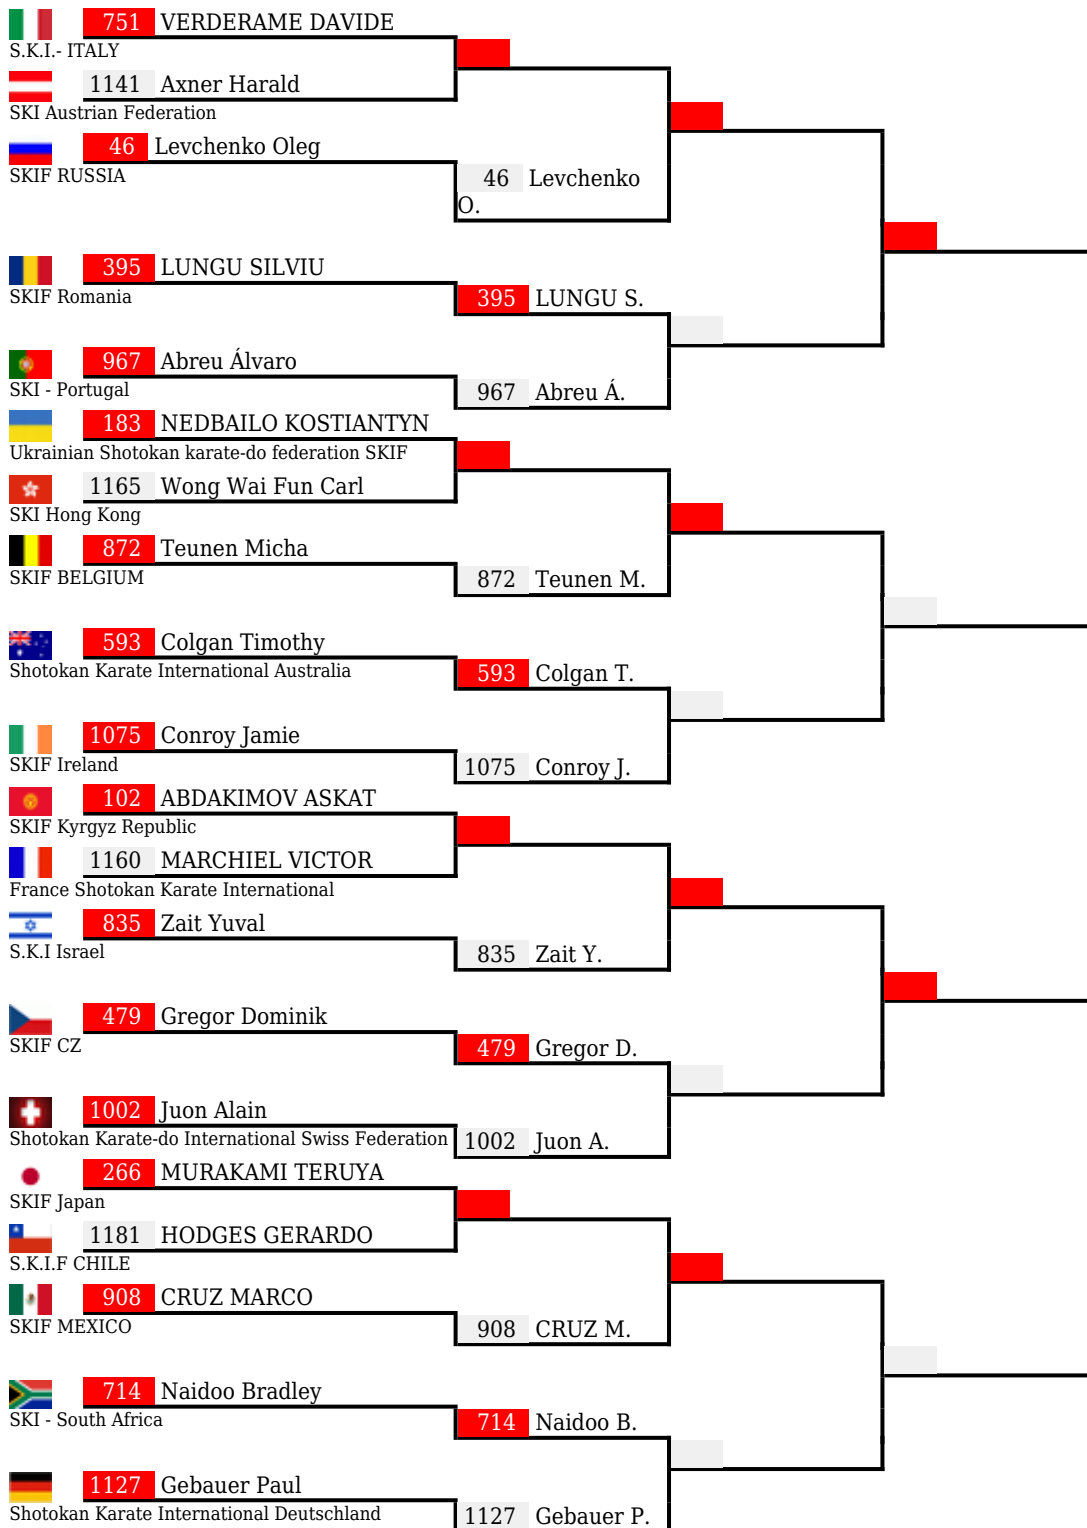 751 VERDERAME DAVIDE
S.K.I.- ITALY
1141 Axner Harald
SKI Austrian Federation
46 Levchenko Oleg
SKIF RUSSIA
46 Levchenko
O.
395 LUNGU SILVIU
SKIF Romania
395 LUNGU S.
967 Abreu Álvaro
SKI - Portugal
967 Abreu Á.
183 NEDBAILO KOSTIANTYN
Ukrainian Shotokan karate-do federation SKIF
1165 Wong Wai Fun Carl
SKI Hong Kong
872 Teunen Micha
SKIF BELGIUM
872 Teunen M.
593 Colgan Timothy
Shotokan Karate International Australia
593 Colgan T.
1075 Conroy Jamie
SKIF Ireland
1075 Conroy J.
102 ABDAKIMOV ASKAT
SKIF Kyrgyz Republic
1160 MARCHIEL VICTOR
France Shotokan Karate International
835 Zait Yuval
S.K.I Israel
835 Zait Y.
479 Gregor Dominik
SKIF CZ
479 Gregor D.
1002 Juon Alain
Shotokan Karate-do International Swiss Federation
1002 Juon A.
266 MURAKAMI TERUYA
SKIF Japan
1181 HODGES GERARDO
S.K.I.F CHILE
908 CRUZ MARCO
SKIF MEXICO
908 CRUZ M.
714 Naidoo Bradley
SKI - South Africa
714 Naidoo B.
1127 Gebauer Paul
Shotokan Karate International Deutschland
1127 Gebauer P.